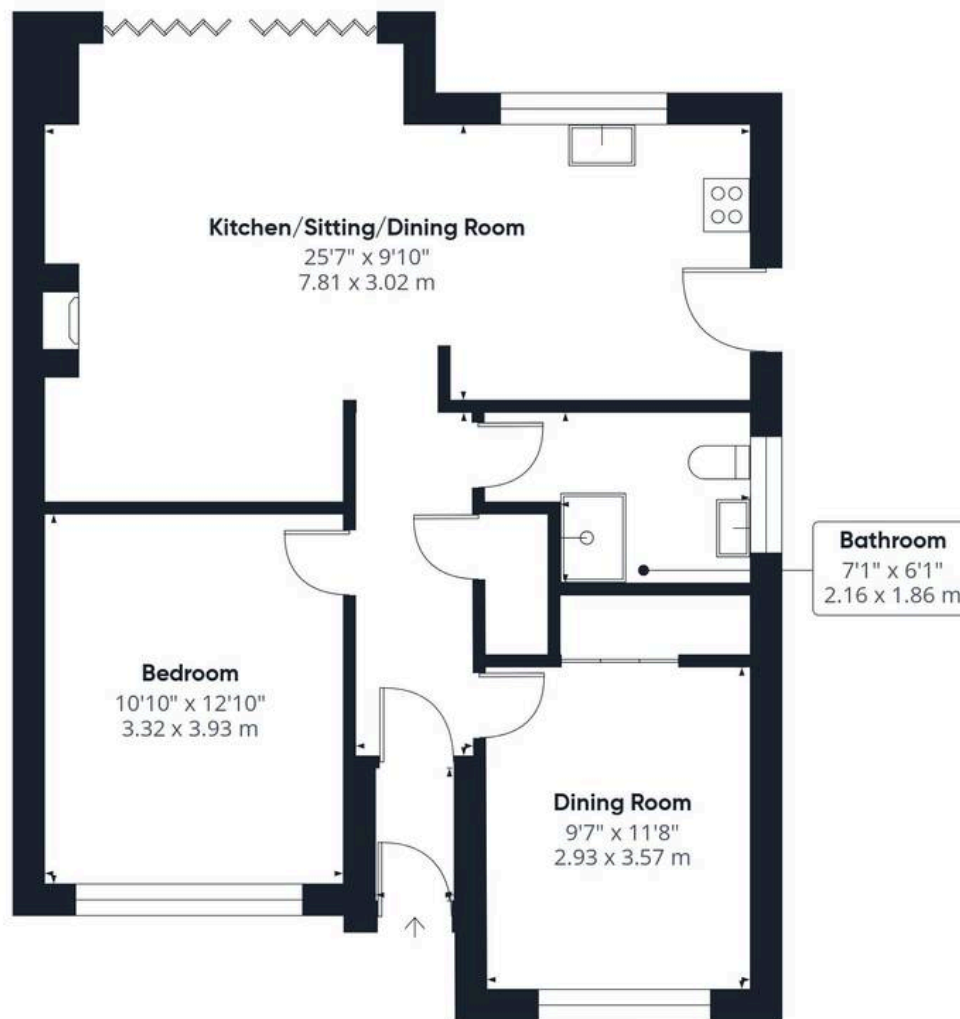 Kitchen/Sitting/Dining Room
25'7" x 9'10"
7.81 x 3.02 m
Bathroom
7'1" x 6'1"
2.16 x 1.86 m
Bedroom
10'10" x 12'10"
3.32 x 3.93 m
Dining Room
9'7" x 11'8"
2.93 x 3.57 m